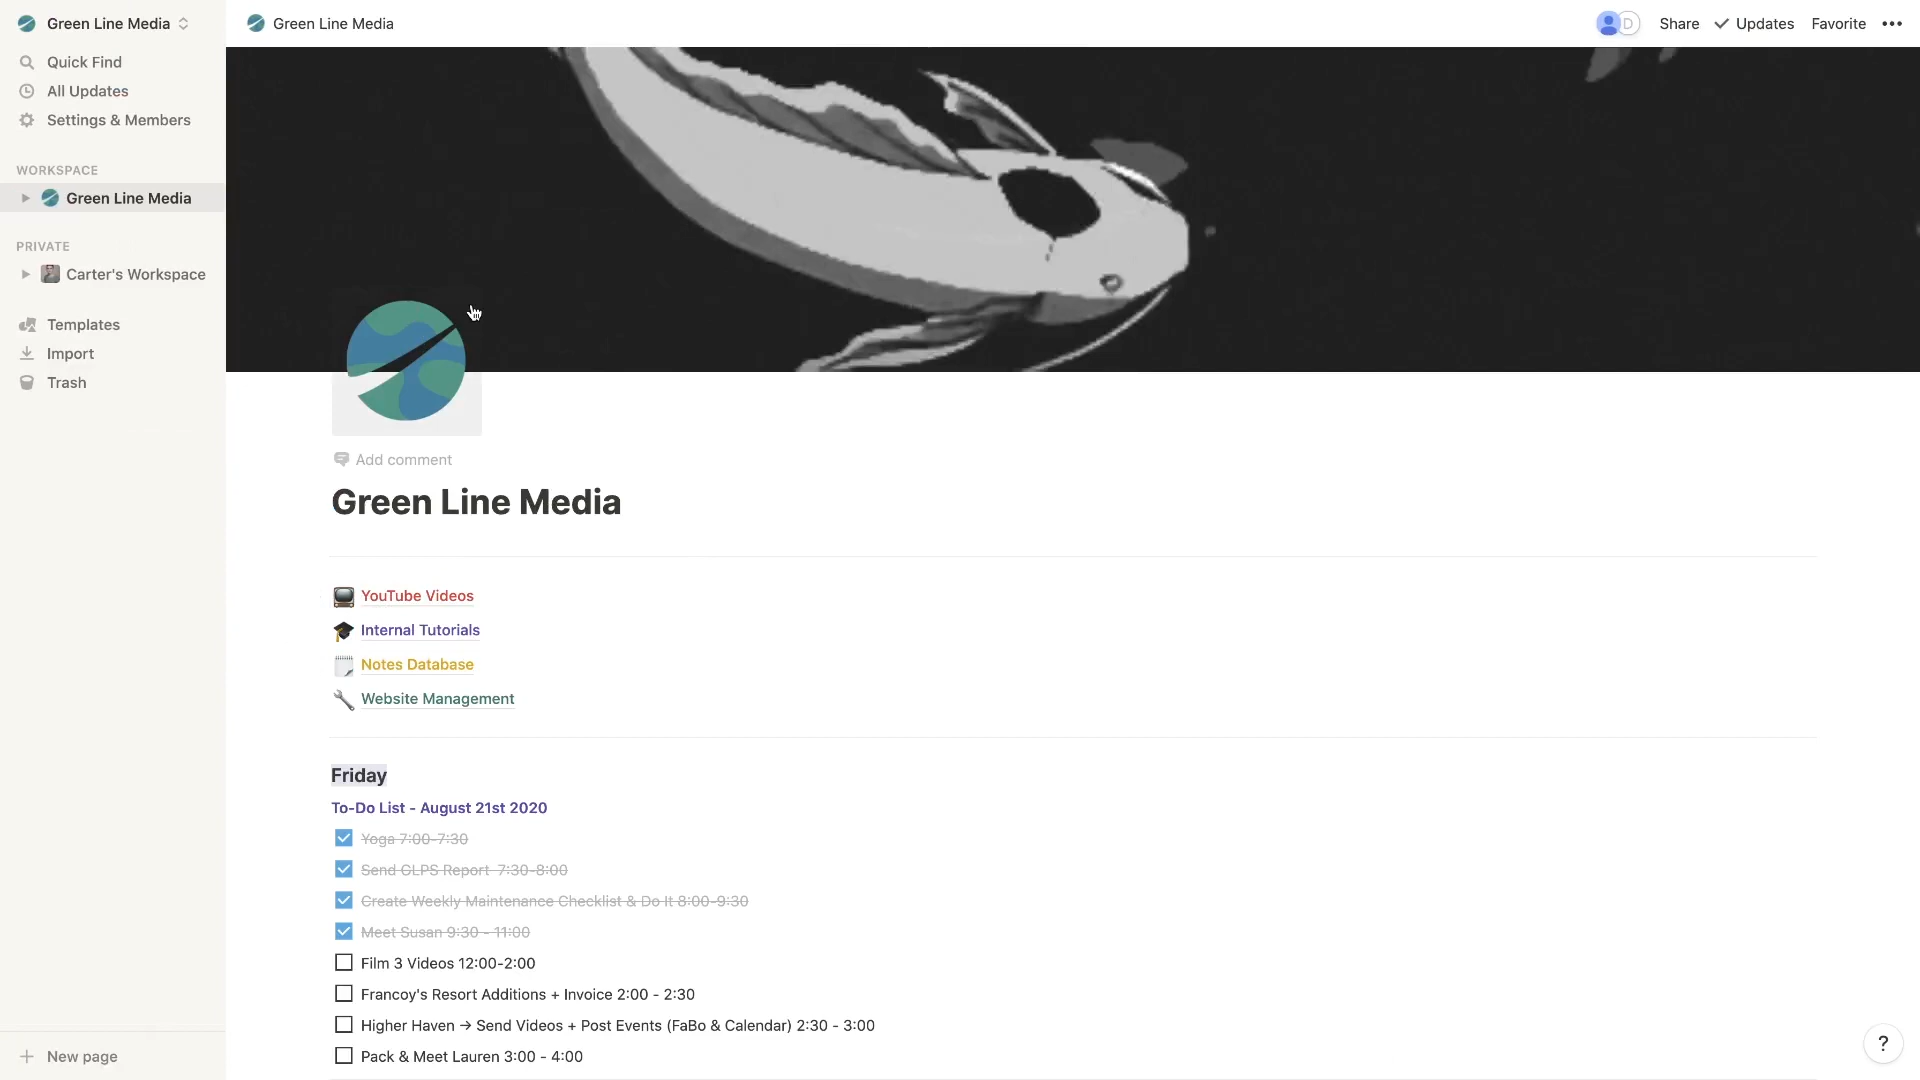 Green Line Media
Quick Find
All Updates
Settings & Members
WORKSPACE
Green Line Media
PRIVATE
Carter's Workspace
Templates
Import
Trash
New page
Green Line Media
D
Share
Updates
Favorite
Add comment
Green Line Media
YouTube Videos
Internal Tutorials
Notes Database
Website Management
Friday
To-Do List - August 21st 2020
Yoga 7:00-7:30
Send GLPS Report 7:30-8:00
Create Weekly Maintenance Checklist & Do It 8:00-9:30
Meet Susan 9:30 - 11:00
Film 3 Videos 12:00-2:00
Francoy's Resort Additions + Invoice 2:00 - 2:30
Higher Haven → Send Videos + Post Events (FaBo & Calendar) 2:30 - 3:00
Pack & Meet Lauren 3:00 - 4:00
?